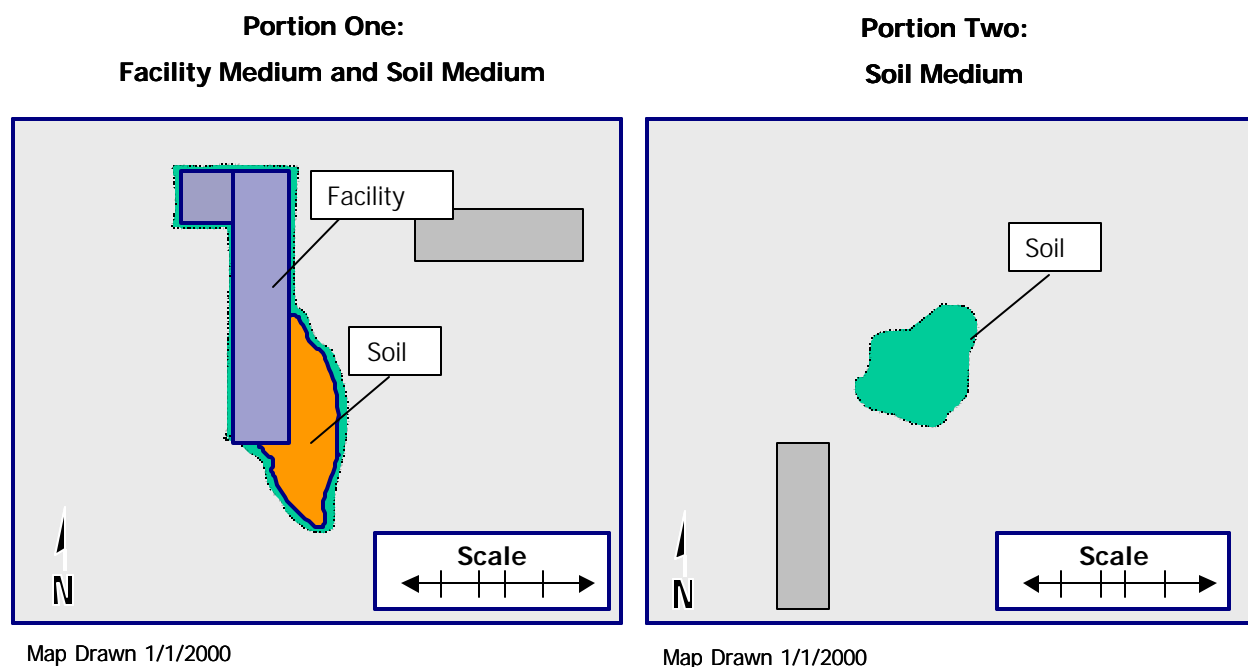 Portion One:
Facility Medium and Soil Medium
Facility
Soil
Scale
N
Map Drawn 1/1/2000
Portion Two:
Soil Medium
Soil
Scale
N
Map Drawn 1/1/2000